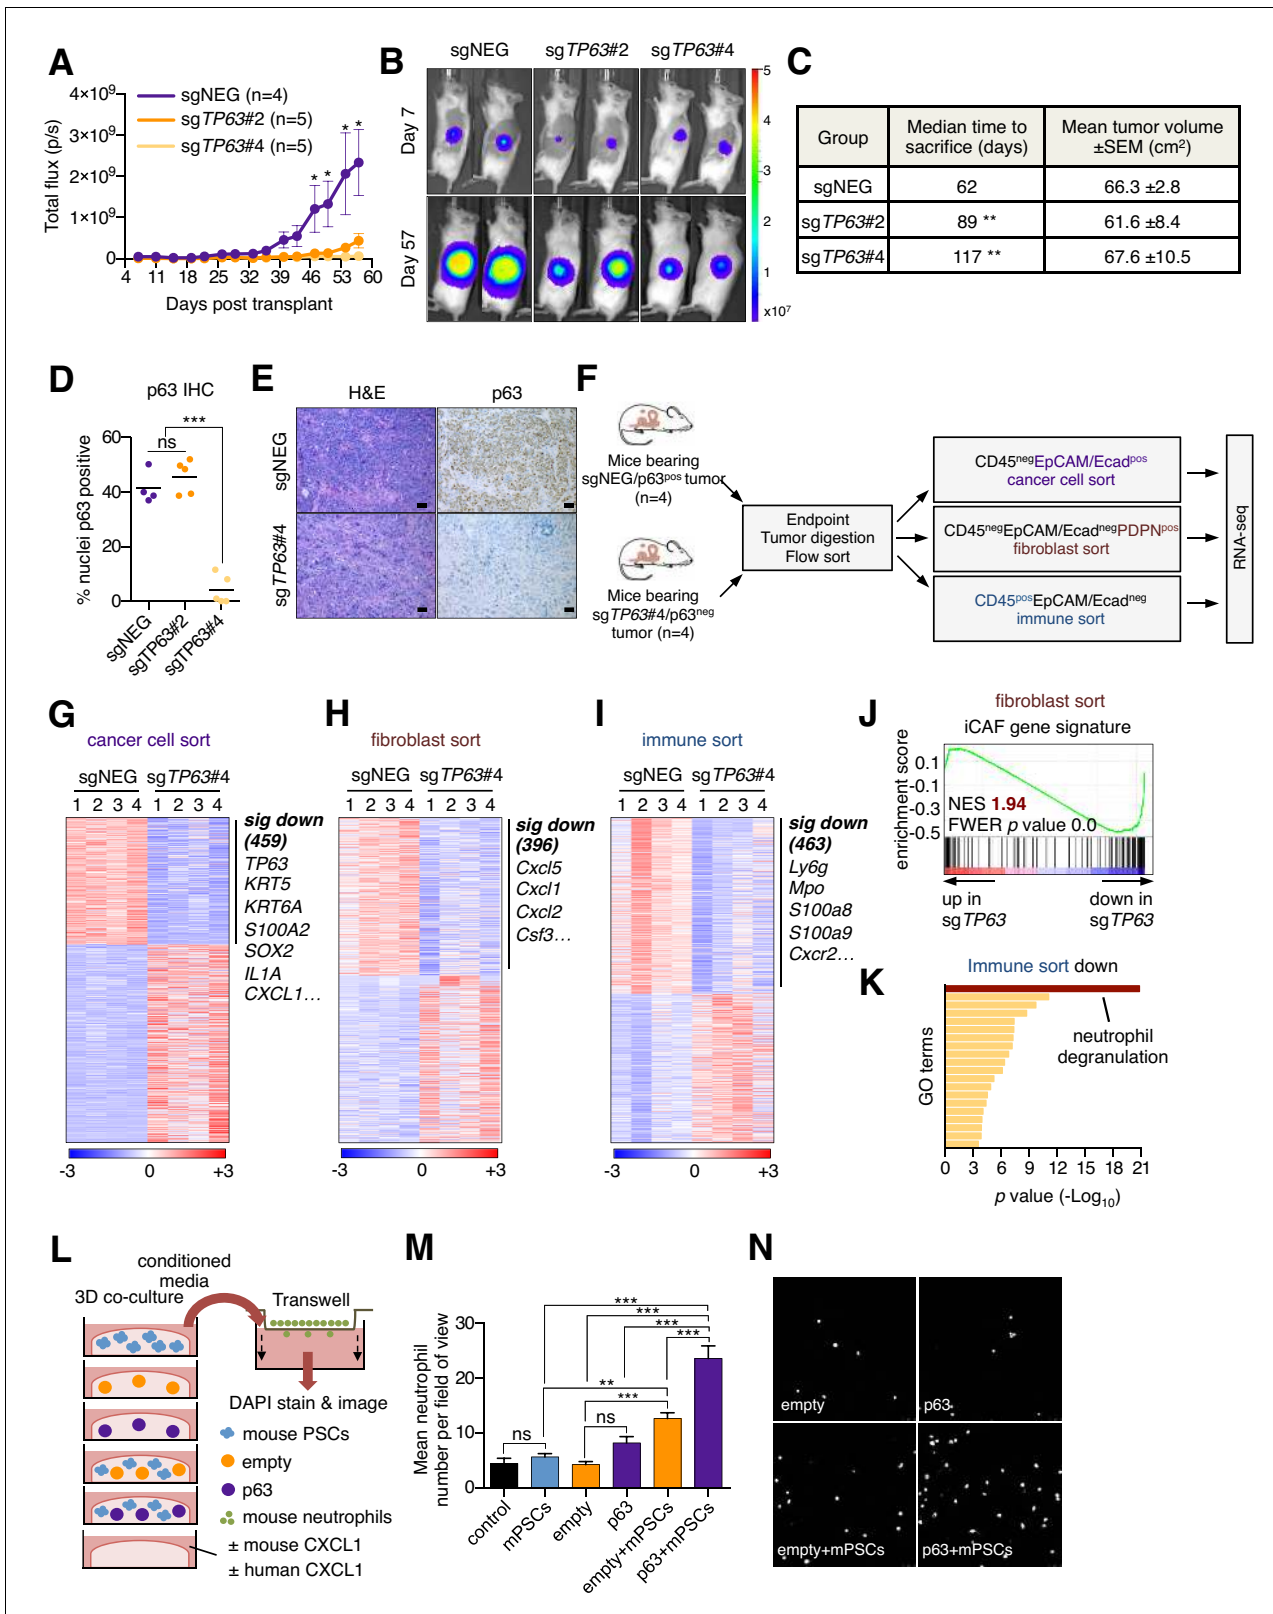 A
4×10⁹
3×10⁹
2×10⁹
1×10⁹
0
Total flux (p/s)
sgNEG (n=4)
sgTP63#2 (n=5)
sgTP63#4 (n=5)
* * * *
4 11 18 25 32 39 46 53 60
Days post transplant
B
sgNEG sgTP63#2 sgTP63#4
Day 7
Day 57
5
4
3
2
1
x10⁷
C
Group Median time to sacrifice (days) Mean tumor volume ±SEM (cm²)
sgNEG 62 66.3 ±2.8
sgTP63#2 89 ** 61.6 ±8.4
sgTP63#4 117 ** 67.6 ±10.5
D
p63 IHC
***
ns
% nuclei p63 positive
60
40
20
0
sgNEG
sgTP63#2
sgTP63#4
E
H&E p63
sgNEG
sgTP63#4
F
Mice bearing
sgNEG/p63ᵖᵒˢ tumor
(n=4)
Mice bearing
sgTP63#4/p63ⁿᵉᵍ
tumor (n=4)
Endpoint
Tumor digestion
Flow sort
CD45ⁿᵉᵍEpCAM/Ecadᵖᵒˢ
cancer cell sort
CD45ⁿᵉᵍEpCAM/EcadⁿᵉᵍPDPNᵖᵒˢ
fibroblast sort
CD45ᵖᵒˢEpCAM/Ecadⁿᵉᵍ
immune sort
RNA-seq
G
cancer cell sort
sgNEG sgTP63#4
1 2 3 4 1 2 3 4
sig down
(459)
TP63
KRT5
KRT6A
S100A2
SOX2
IL1A
CXCL1...
-3 0 +3
H
fibroblast sort
sgNEG sgTP63#4
1 2 3 4 1 2 3 4
sig down
(396)
Cxcl5
Cxcl1
Cxcl2
Csf3...
-3 0 +3
I
immune sort
sgNEG sgTP63#4
1 2 3 4 1 2 3 4
sig down
(463)
Ly6g
Mpo
S100a8
S100a9
Cxcr2...
-3 0 +3
J
fibroblast sort
iCAF gene signature
enrichment score
0.1
-0.1
-0.3
-0.5
NES 1.94
FWER p value 0.0
up in
sgTP63
down in
sgTP63
K
Immune sort down
GO terms
neutrophil
degranulation
0 3 6 9 12 15 18 21
p value (-Log₁₀)
L
conditioned
media
3D co-culture
Transwell
DAPI stain & image
mouse PSCs
empty
p63
mouse neutrophils
± mouse CXCL1
± human CXCL1
M
Mean neutrophil
number per field of view
30
20
10
0
***
***
***
***
**
***
ns
ns
control
mPSCs
empty
p63
empty+mPSCs
p63+mPSCs
N
empty
p63
empty+mPSCs
p63+mPSCs